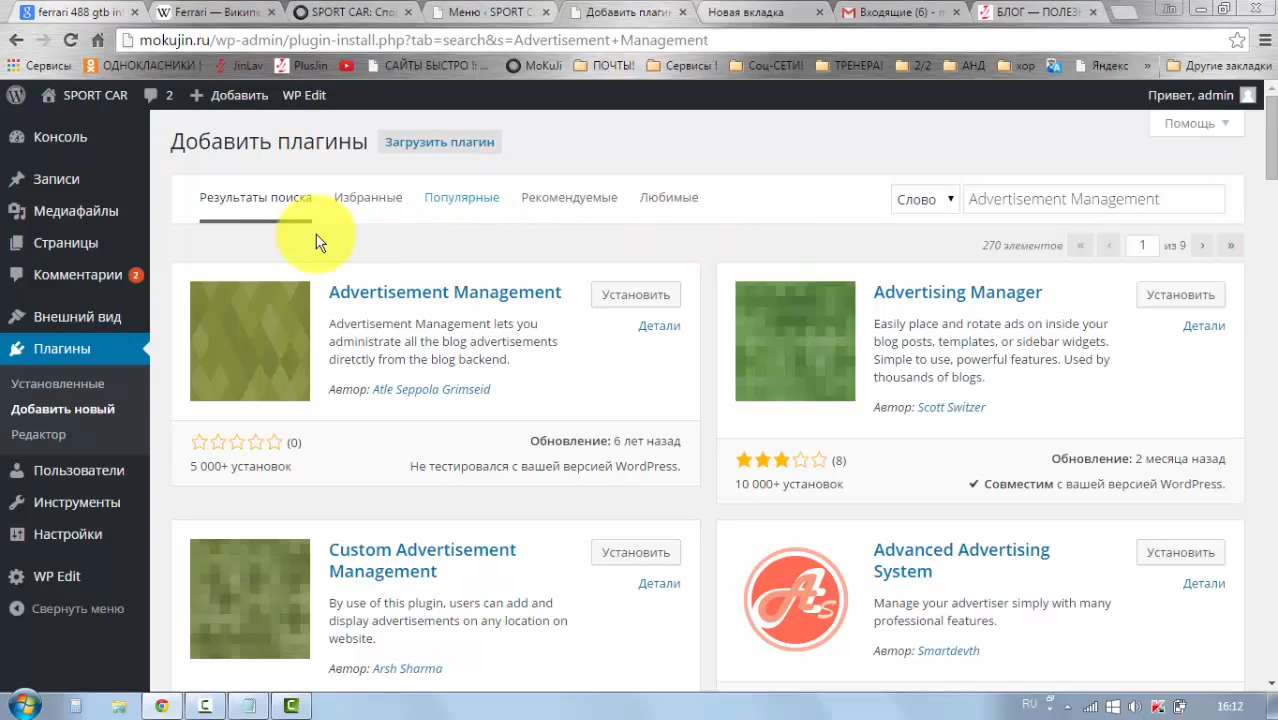 ferrari 488 gtb int
Ferrari — Википе
SPORT CAR: Спо
Меню ‹ SPORT C
Добавить плагин
Новая вкладка
Входящие (6) - m
БЛОГ — ПОЛЕЗ
mokujin.ru/wp-admin/plugin-install.php?tab=search&s=Advertisement+Management
Сервисы
ОДНОКЛАСНИКИ !
JinLav
PlusJin
САЙТЫ БЫСТРО !: ...
MoKuJi
ПОЧТЫ!
Сервисы !
Соц-СЕТИ!
ТРЕНЕРА!
2/2
АНД
хор
Яндекс
»
Другие закладки
SPORT CAR
2
Добавить
WP Edit
Привет, admin
Консоль
Записи
Медиафайлы
Страницы
Комментарии 2
Внешний вид
Плагины
Установленные
Добавить новый
Редактор
Пользователи
Инструменты
Настройки
WP Edit
Свернуть меню
Добавить плагины
Загрузить плагин
Помощь
Результаты поиска
Избранные
Популярные
Рекомендуемые
Любимые
Слово
Advertisement Management
270 элементов « ‹ 1 из 9 › »
Advertisement Management
Установить
Детали
Advertisement Management lets you
administrate all the blog advertisements
diretctly from the blog backend.
Автор: Atle Seppola Grimseid
(0)
5 000+ установок
Обновление: 6 лет назад
Не тестировался с вашей версией WordPress.
Advertising Manager
Установить
Детали
Easily place and rotate ads on inside your
blog posts, templates, or sidebar widgets.
Simple to use, powerful features. Used by
thousands of blogs.
Автор: Scott Switzer
(8)
10 000+ установок
Обновление: 2 месяца назад
✔ Совместим с вашей версией WordPress.
Custom Advertisement
Management
Установить
Детали
By use of this plugin, users can add and
display advertisements on any location on
website.
Автор: Arsh Sharma
As
Advanced Advertising
System
Установить
Детали
Manage your advertiser simply with many
professional features.
Автор: Smartdevth
RU
16:12